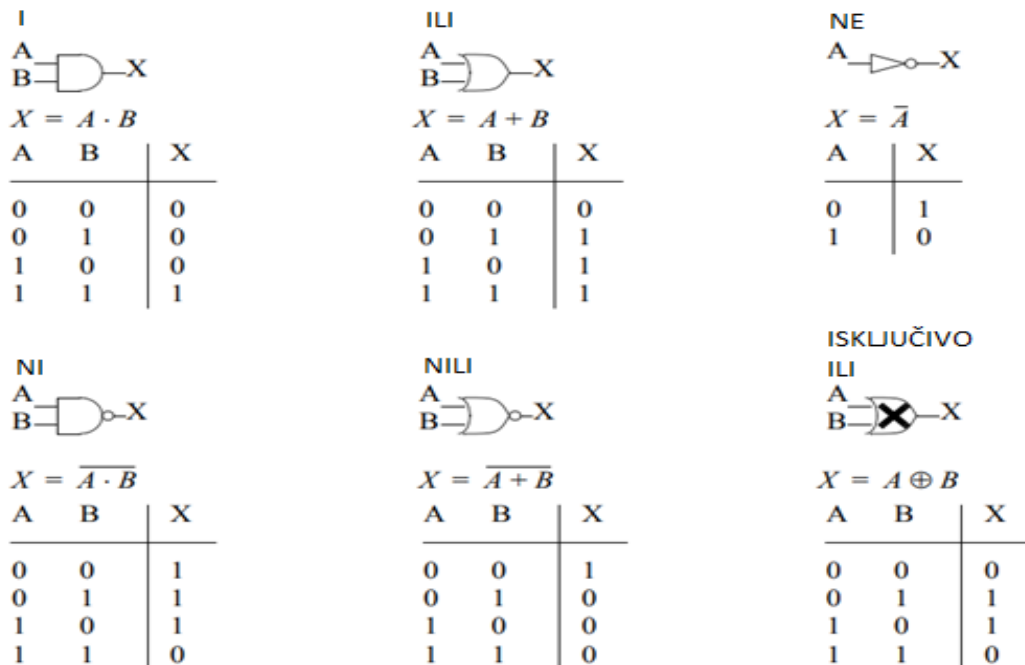 I
A
B
X
X = A · B
A B X
0 0 0
0 1 0
1 0 0
1 1 1
ILI
A
B
X
X = A + B
A B X
0 0 0
0 1 1
1 0 1
1 1 1
NE
A X
X = A̅
A X
0 1
1 0
NI
A
B
X
X = A̅ ̅·̅ ̅B̅
A B X
0 0 1
0 1 1
1 0 1
1 1 0
NILI
A
B
X
X = A̅ ̅+̅ ̅B̅
A B X
0 0 1
0 1 0
1 0 0
1 1 0
ISKLJUČIVO
ILI
A
B
X
X = A ⊕ B
A B X
0 0 0
0 1 1
1 0 1
1 1 0